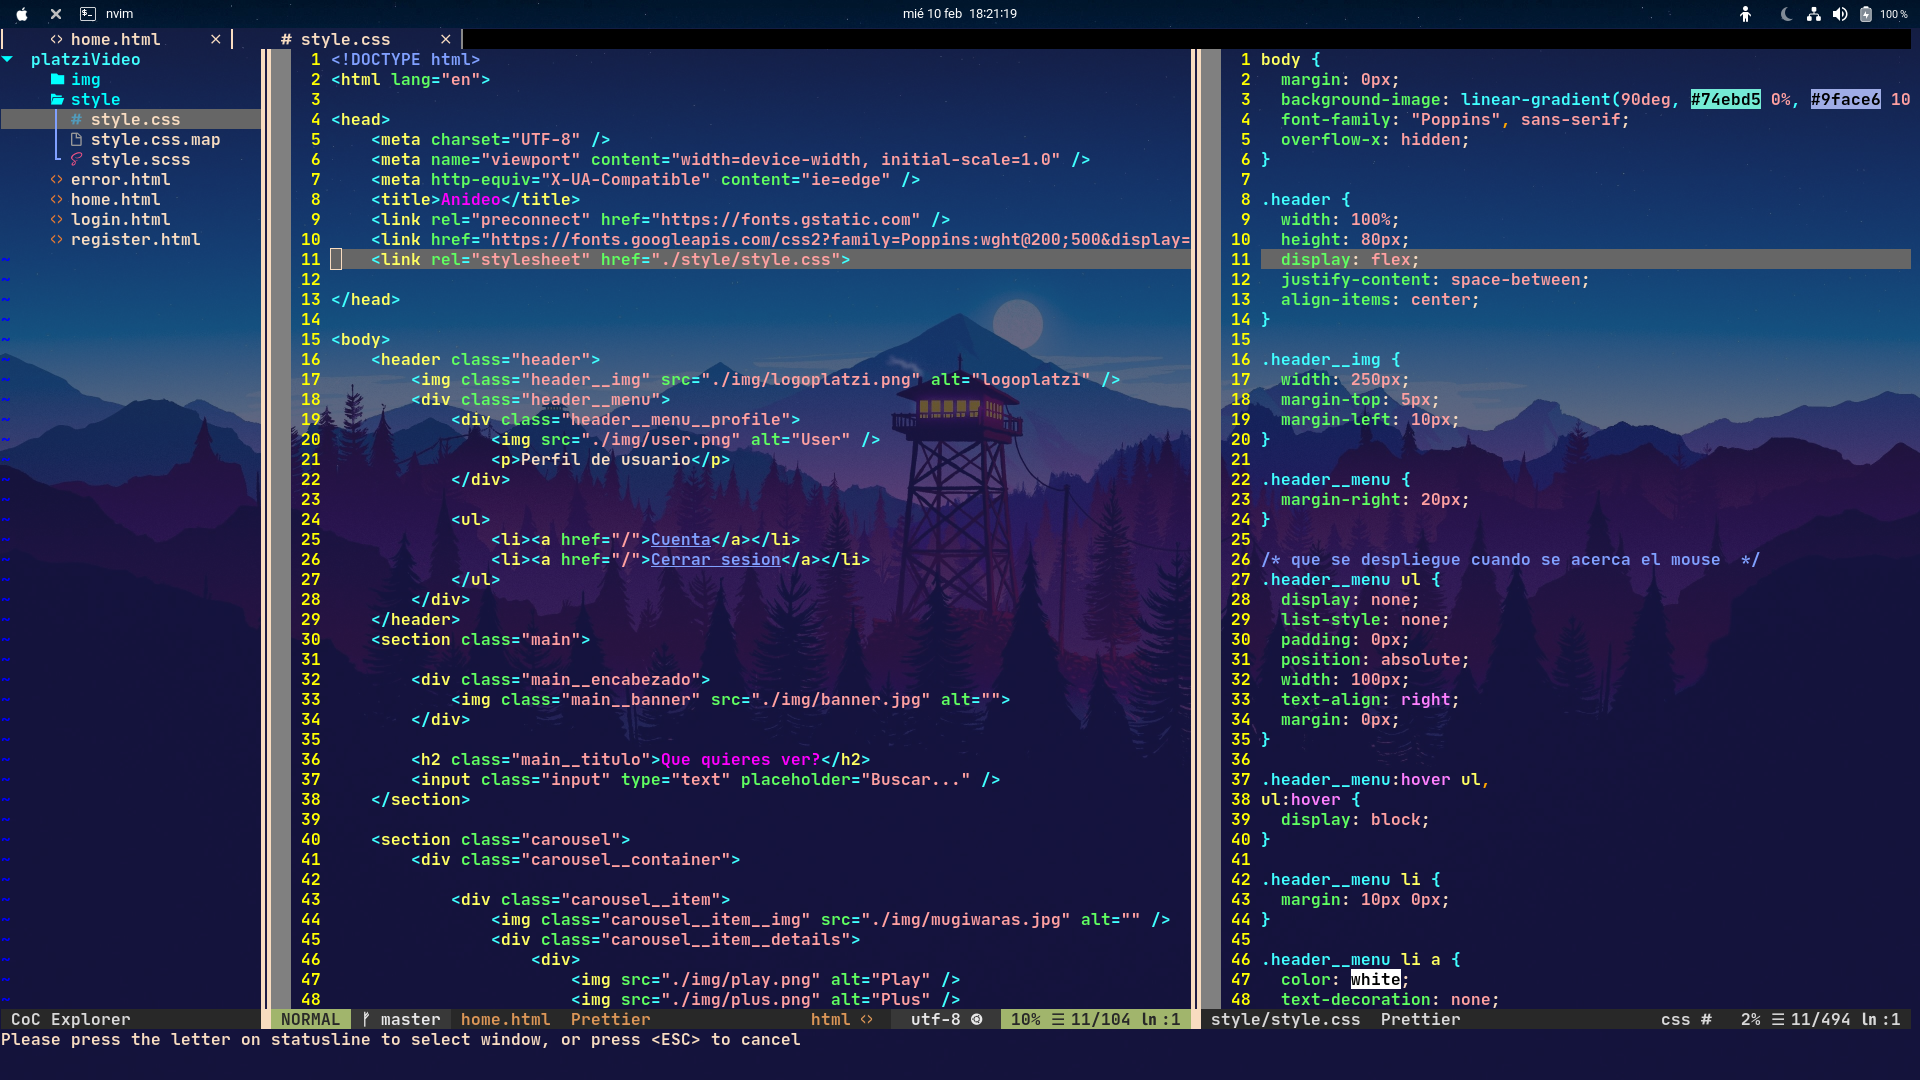 nvim
mié 10 feb 18:21:19
100 %
<> home.html ×
# style.css ×
platziVideo
img
style
# style.css
style.css.map
style.scss
<> error.html
<> home.html
<> login.html
<> register.html
1 <!DOCTYPE html>
2 <html lang="en">
3
4 <head>
5     <meta charset="UTF-8" />
6     <meta name="viewport" content="width=device-width, initial-scale=1.0" />
7     <meta http-equiv="X-UA-Compatible" content="ie=edge" />
8     <title>Anideo</title>
9     <link rel="preconnect" href="https://fonts.gstatic.com" />
10     <link href="https://fonts.googleapis.com/css2?family=Poppins:wght@200;500&display=
11     <link rel="stylesheet" href="./style/style.css">
12
13 </head>
14
15 <body>
16     <header class="header">
17         <img class="header__img" src="./img/logoplatzi.png" alt="logoplatzi" />
18         <div class="header__menu">
19             <div class="header__menu__profile">
20                 <img src="./img/user.png" alt="User" />
21                 <p>Perfil de usuario</p>
22             </div>
23
24             <ul>
25                 <li><a href="/">Cuenta</a></li>
26                 <li><a href="/">Cerrar sesion</a></li>
27             </ul>
28         </div>
29     </header>
30     <section class="main">
31
32         <div class="main__encabezado">
33             <img class="main__banner" src="./img/banner.jpg" alt="">
34         </div>
35
36         <h2 class="main__titulo">Que quieres ver?</h2>
37         <input class="input" type="text" placeholder="Buscar..." />
38     </section>
39
40     <section class="carousel">
41         <div class="carousel__container">
42
43             <div class="carousel__item">
44                 <img class="carousel__item__img" src="./img/mugiwaras.jpg" alt="" />
45                 <div class="carousel__item__details">
46                     <div>
47                         <img src="./img/play.png" alt="Play" />
48                         <img src="./img/plus.png" alt="Plus" />
1 body {
2   margin: 0px;
3   background-image: linear-gradient(90deg, #74ebd5 0%, #9face6 10
4   font-family: "Poppins", sans-serif;
5   overflow-x: hidden;
6 }
7
8 .header {
9   width: 100%;
10   height: 80px;
11   display: flex;
12   justify-content: space-between;
13   align-items: center;
14 }
15
16 .header__img {
17   width: 250px;
18   margin-top: 5px;
19   margin-left: 10px;
20 }
21
22 .header__menu {
23   margin-right: 20px;
24 }
25
26 /* que se despliegue cuando se acerca el mouse  */
27 .header__menu ul {
28   display: none;
29   list-style: none;
30   padding: 0px;
31   position: absolute;
32   width: 100px;
33   text-align: right;
34   margin: 0px;
35 }
36
37 .header__menu:hover ul,
38 ul:hover {
39   display: block;
40 }
41
42 .header__menu li {
43   margin: 10px 0px;
44 }
45
46 .header__menu li a {
47   color: white;
48   text-decoration: none;
CoC Explorer
NORMAL master home.html Prettier html <> utf-8 10% ☰ 11/104 ln :1
style/style.css Prettier css # 2% ☰ 11/494 ln :1
Please press the letter on statusline to select window, or press <ESC> to cancel